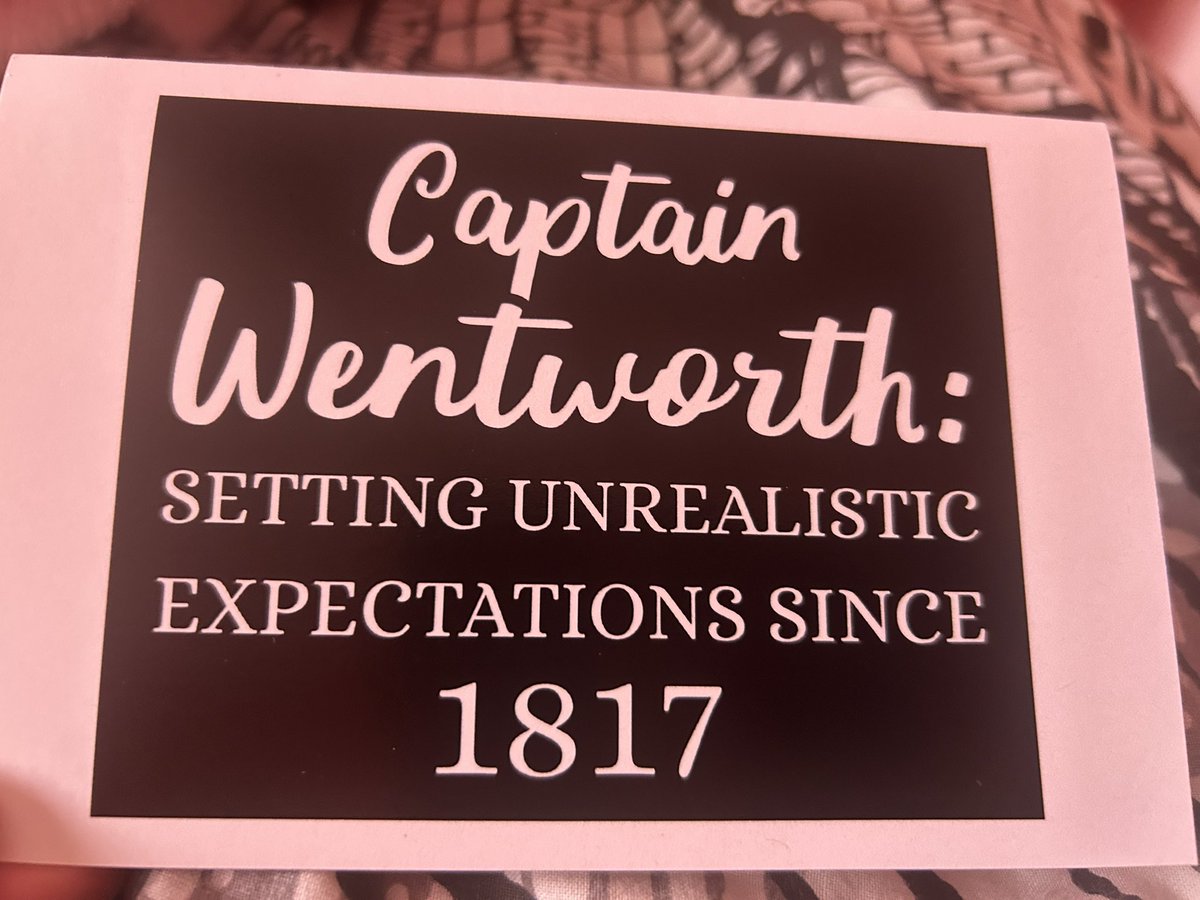 Captain
Wentworth:
SETTING UNREALISTIC
EXPECTATIONS SINCE
1817